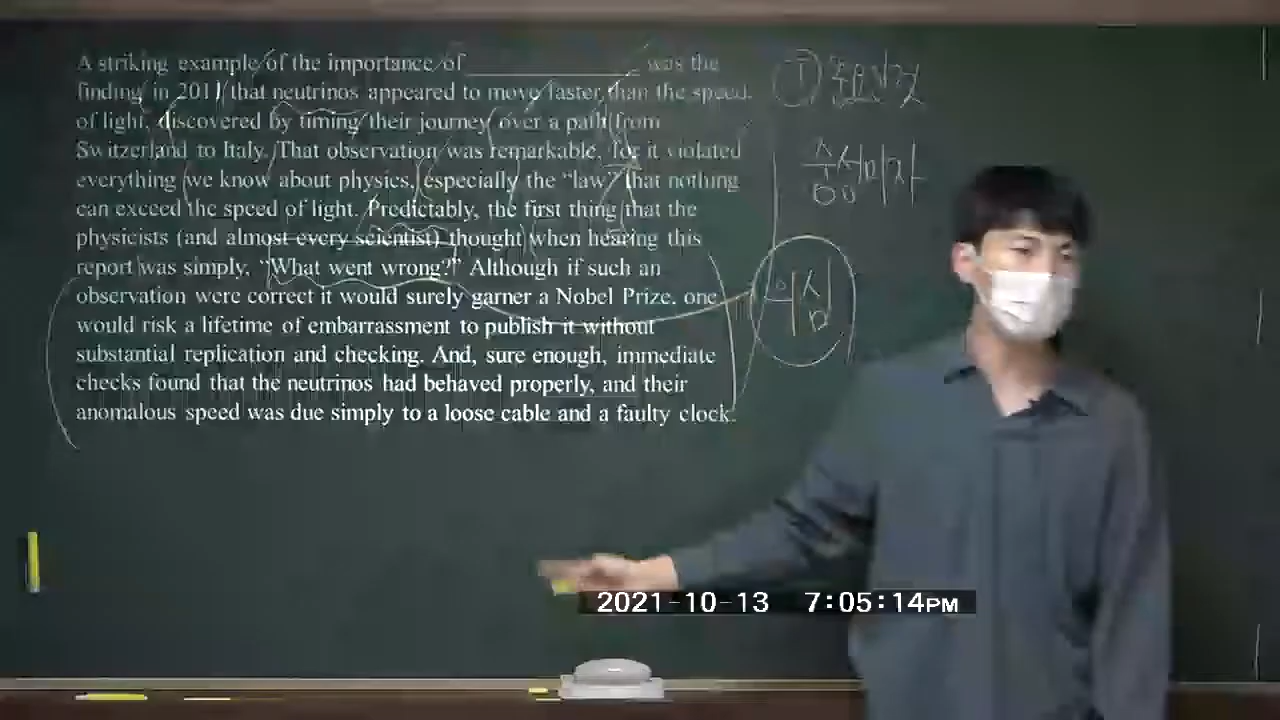 A striking example of the importance of ____________ was the
finding in 2011 that neutrinos appeared to move faster than the speed
of light, discovered by timing their journey over a path from
Switzerland to Italy. That observation was remarkable, for it violated
everything we know about physics, especially the “law” that nothing
can exceed the speed of light. Predictably, the first thing that the
physicists (and almost every scientist) thought when hearing this
report was simply, “What went wrong?” Although if such an
observation were correct it would surely garner a Nobel Prize, one
would risk a lifetime of embarrassment to publish it without
substantial replication and checking. And, sure enough, immediate
checks found that the neutrinos had behaved properly, and their
anomalous speed was due simply to a loose cable and a faulty clock.
①
의심
2021-10-13 7:05:14PM